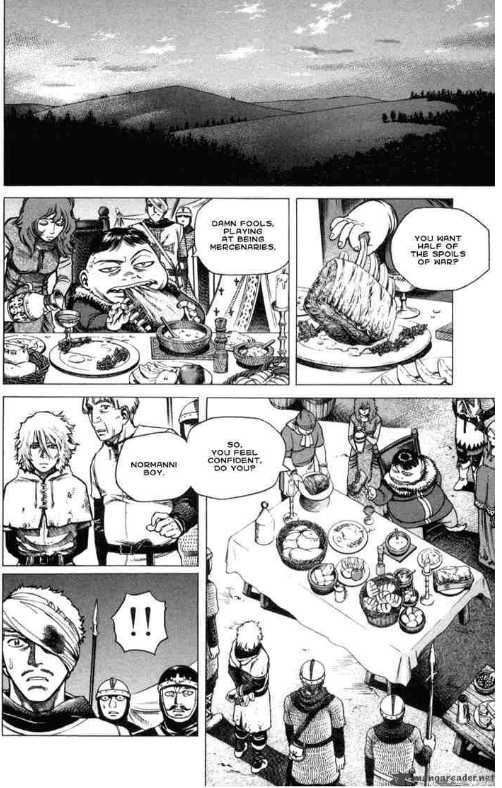 DAMN FOOLS,
PLAYING
AT BEING
MERCENARIES.
YOU WANT
HALF OF
THE SPOILS
OF WAR?
NORMANNI
BOY.
SO,
YOU FEEL
CONFIDENT,
DO YOU?
!!
mangareader.net